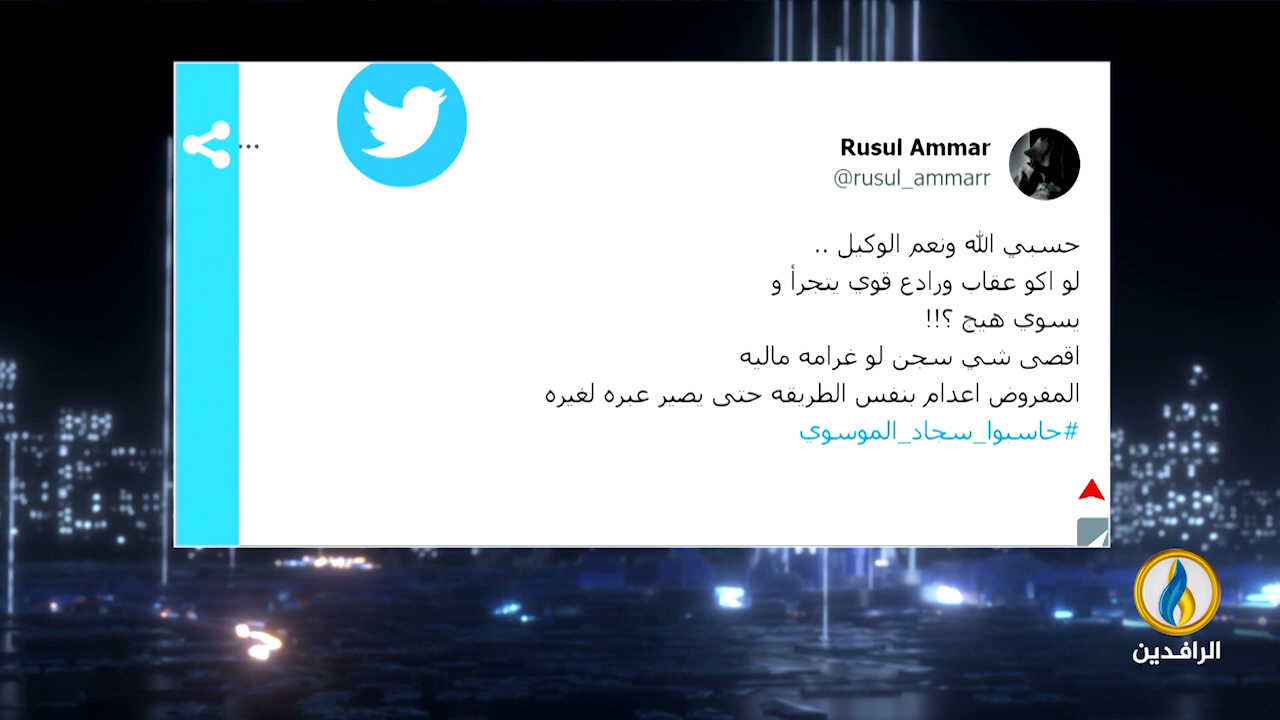 Rusul Ammar
@rusul_ammarr
حسبي الله ونعم الوكيل ..
لو اكو عقاب ورادع قوي يتجرأ و
يسوي هيج ؟!!
اقصى شي سجن لو غرامه ماليه
المفروض اعدام بنفس الطريقه حتى يصير عبره لغيره
#حاسبوا_سجاد_الموسوي
الرافدين